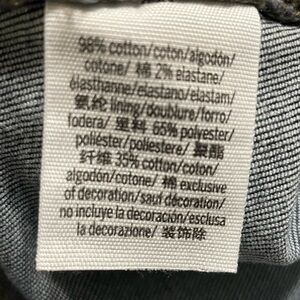 98% cotton/coton/algodón/
cotone/ 棉 2% elastane/
élasthanne/elastano/elastam/
氨纶 lining/doublure/forro/
fodera/ 里料 65% polyester/
poliéster/poliestere/ 聚酯
纤维 35% cotton/coton/
algodón/cotone/ 棉 exclusive
of decoration/sauf décoration/
no incluye la decoración/esclusa
la decorazione/ 装饰除